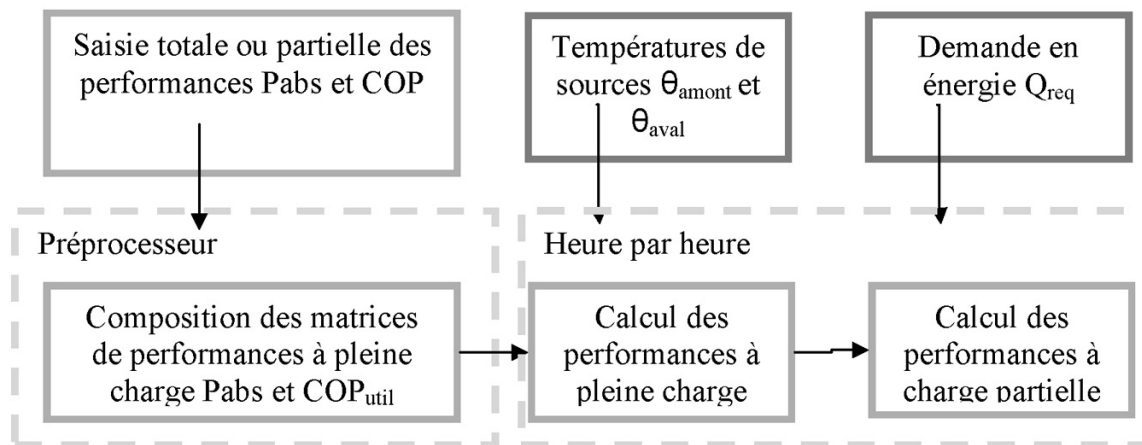 Saisie totale ou partielle des
performances Pabs et COP
Températures de
sources θamont et
θaval
Demande en
énergie Qreq
Préprocesseur
Heure par heure
Composition des matrices
de performances à pleine
charge Pabs et COPutil
Calcul des
performances à
pleine charge
Calcul des
performances à
charge partielle